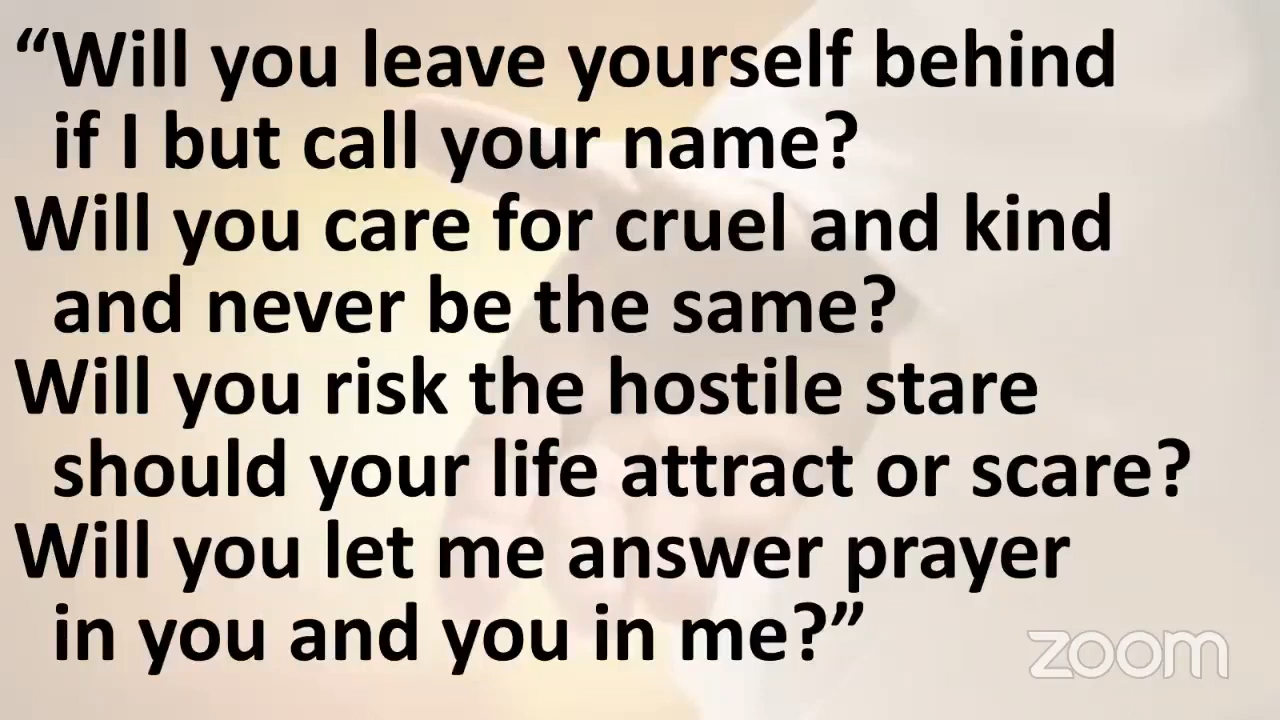 “Will you leave yourself behind
if I but call your name?
Will you care for cruel and kind
and never be the same?
Will you risk the hostile stare
should your life attract or scare?
Will you let me answer prayer
in you and you in me?”
zoom